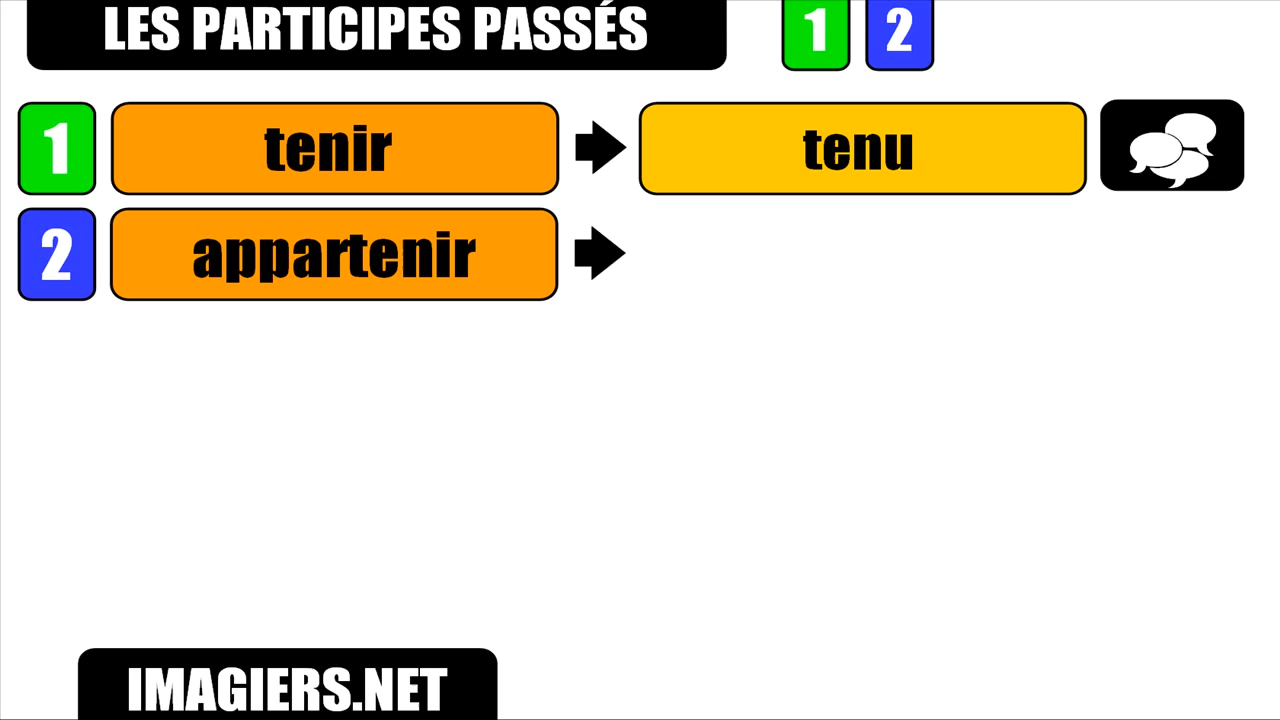 LES PARTICIPES PASSÉS 1 2
1 tenir tenu
2 appartenir
IMAGIERS.NET